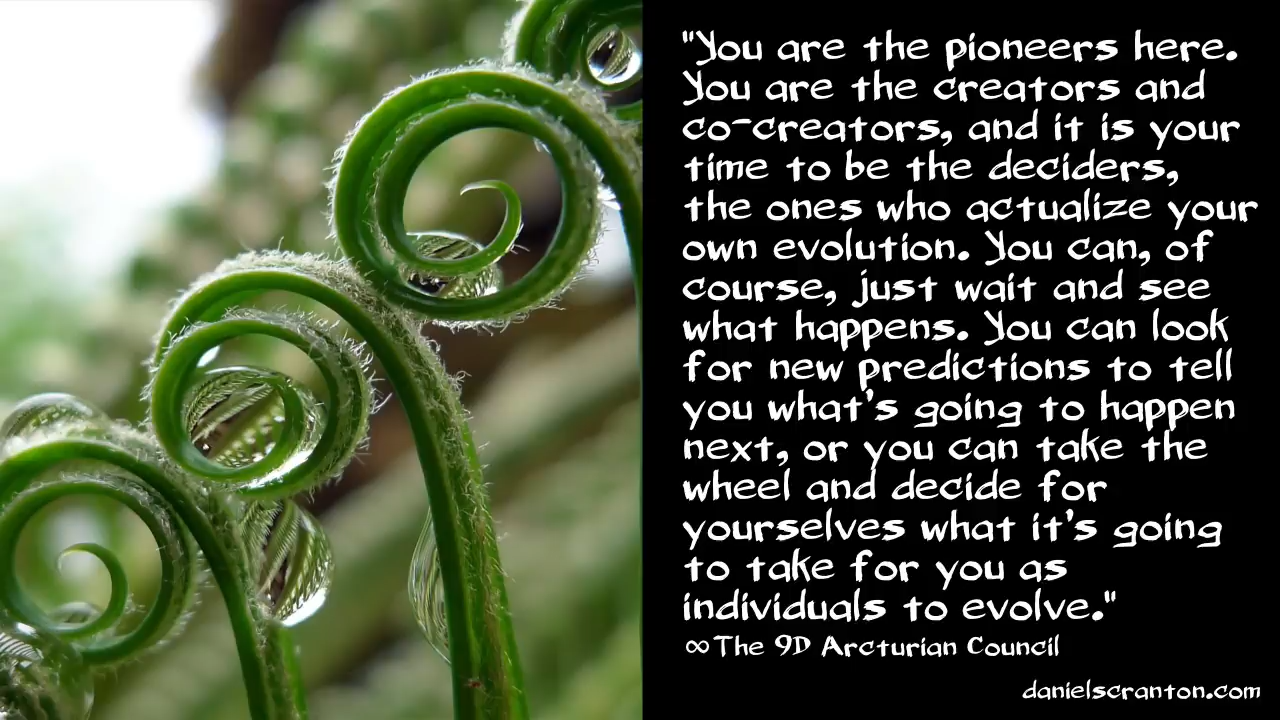 "You are the pioneers here.
You are the creators and
co-creators, and it is your
time to be the deciders,
the ones who actualize your
own evolution. You can, of
course, just wait and see
what happens. You can look
for new predictions to tell
you what's going to happen
next, or you can take the
wheel and decide for
yourselves what it's going
to take for you as
individuals to evolve."
∞The 9D Arcturian Council
danielscranton.com